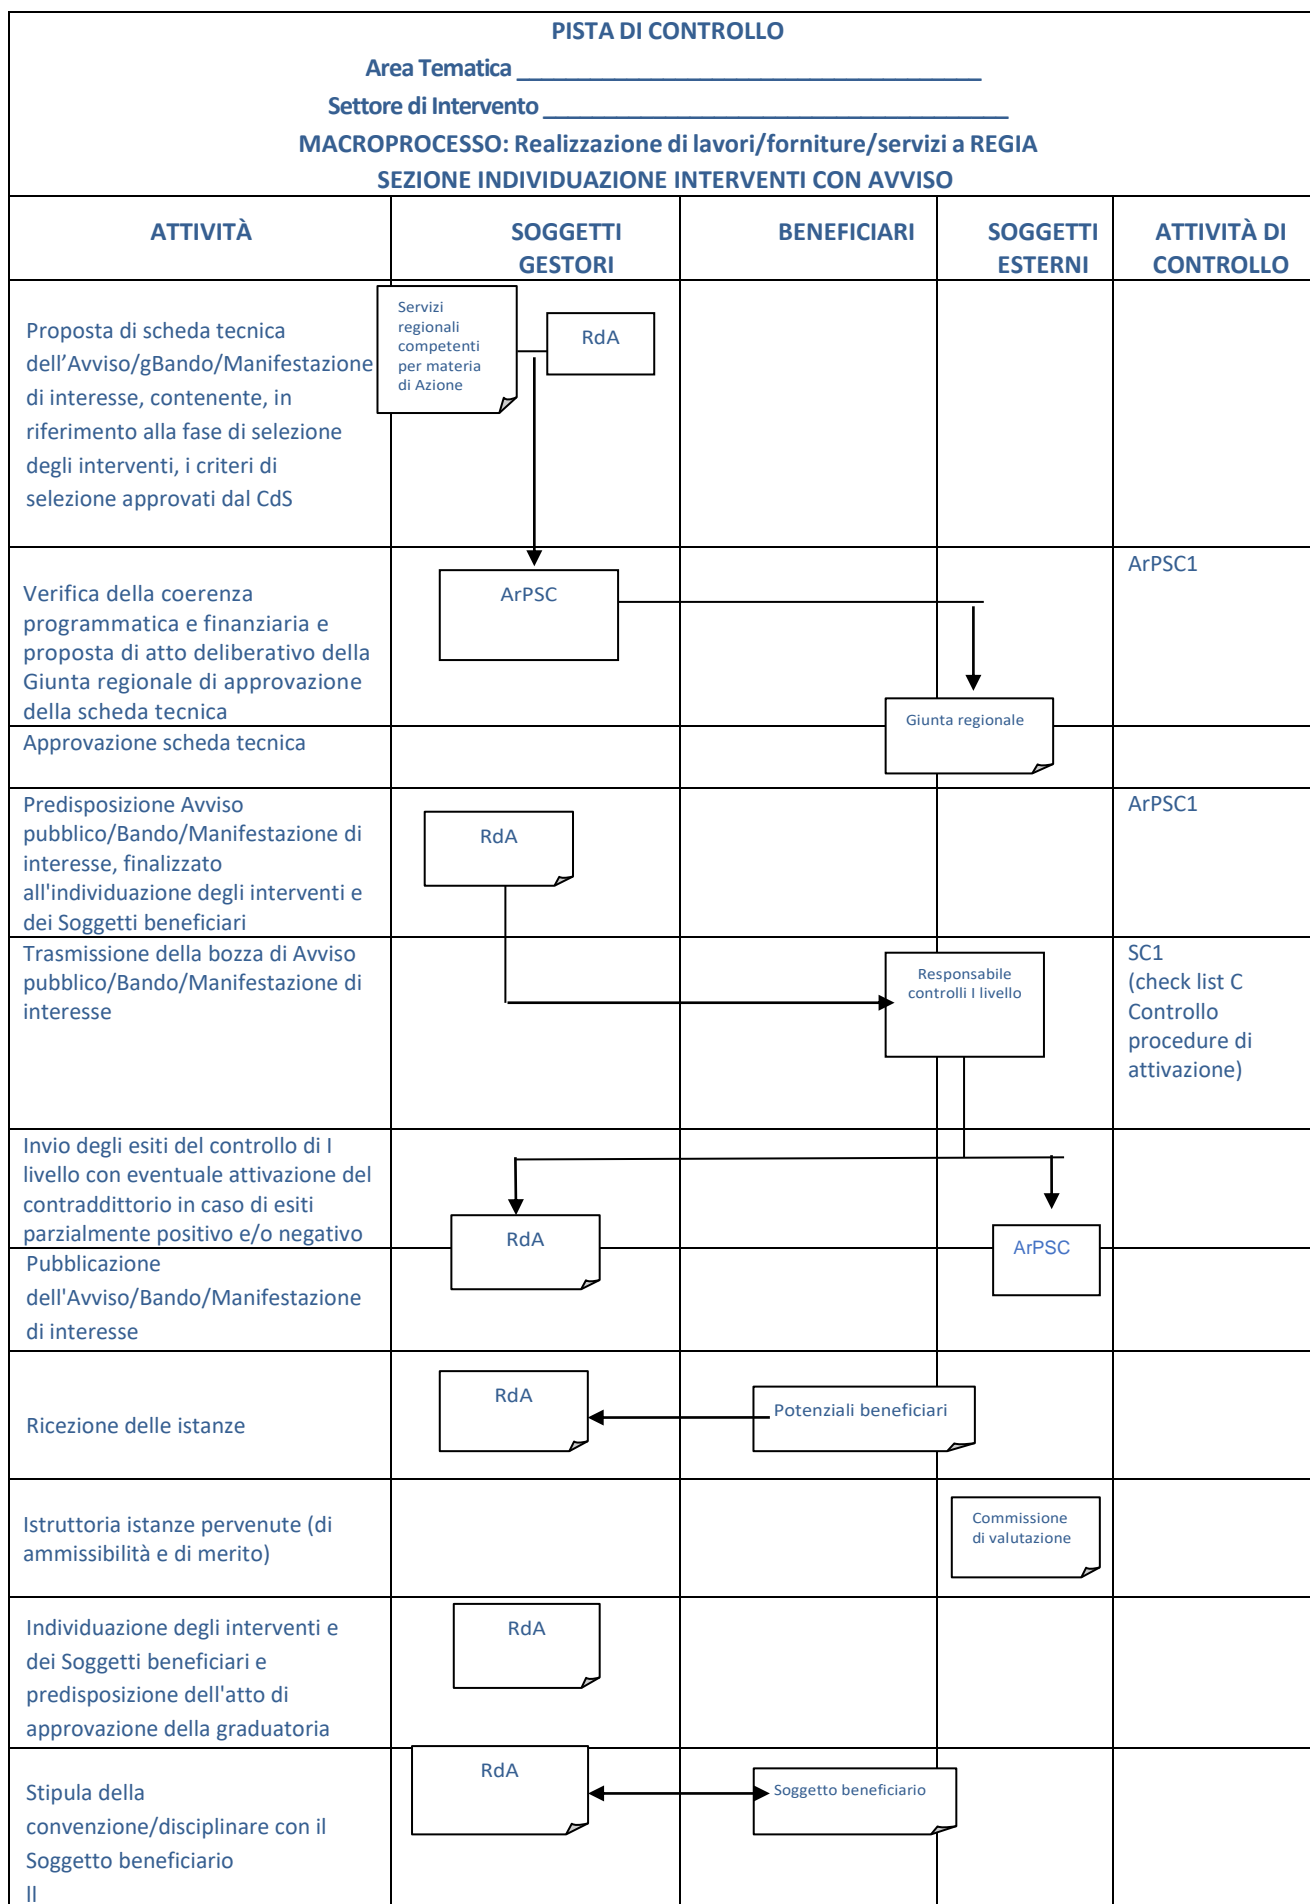 PISTA DI CONTROLLO
Area Tematica ______________________________________
Settore di Intervento ______________________________________
MACROPROCESSO: Realizzazione di lavori/forniture/servizi a REGIA
SEZIONE INDIVIDUAZIONE INTERVENTI CON AVVISO
ATTIVITÀ
SOGGETTI
GESTORI
BENEFICIARI
SOGGETTI
ESTERNI
ATTIVITÀ DI
CONTROLLO
Proposta di scheda tecnica
dell’Avviso/gBando/Manifestazione
di interesse, contenente, in
riferimento alla fase di selezione
degli interventi, i criteri di
selezione approvati dal CdS
Servizi
regionali
competenti
per materia
di Azione
RdA
Verifica della coerenza
programmatica e finanziaria e
proposta di atto deliberativo della
Giunta regionale di approvazione
della scheda tecnica
ArPSC
ArPSC1
Giunta regionale
Approvazione scheda tecnica
Predisposizione Avviso
pubblico/Bando/Manifestazione di
interesse, finalizzato
all'individuazione degli interventi e
dei Soggetti beneficiari
RdA
ArPSC1
Trasmissione della bozza di Avviso
pubblico/Bando/Manifestazione di
interesse
Responsabile
controlli I livello
SC1
(check list C
Controllo
procedure di
attivazione)
Invio degli esiti del controllo di I
livello con eventuale attivazione del
contraddittorio in caso di esiti
parzialmente positivo e/o negativo
RdA
ArPSC
Pubblicazione
dell'Avviso/Bando/Manifestazione
di interesse
Ricezione delle istanze
RdA
Potenziali beneficiari
Istruttoria istanze pervenute (di
ammissibilità e di merito)
Commissione
di valutazione
Individuazione degli interventi e
dei Soggetti beneficiari e
predisposizione dell'atto di
approvazione della graduatoria
RdA
Stipula della
convenzione/disciplinare con il
Soggetto beneficiario
ll
RdA
Soggetto beneficiario